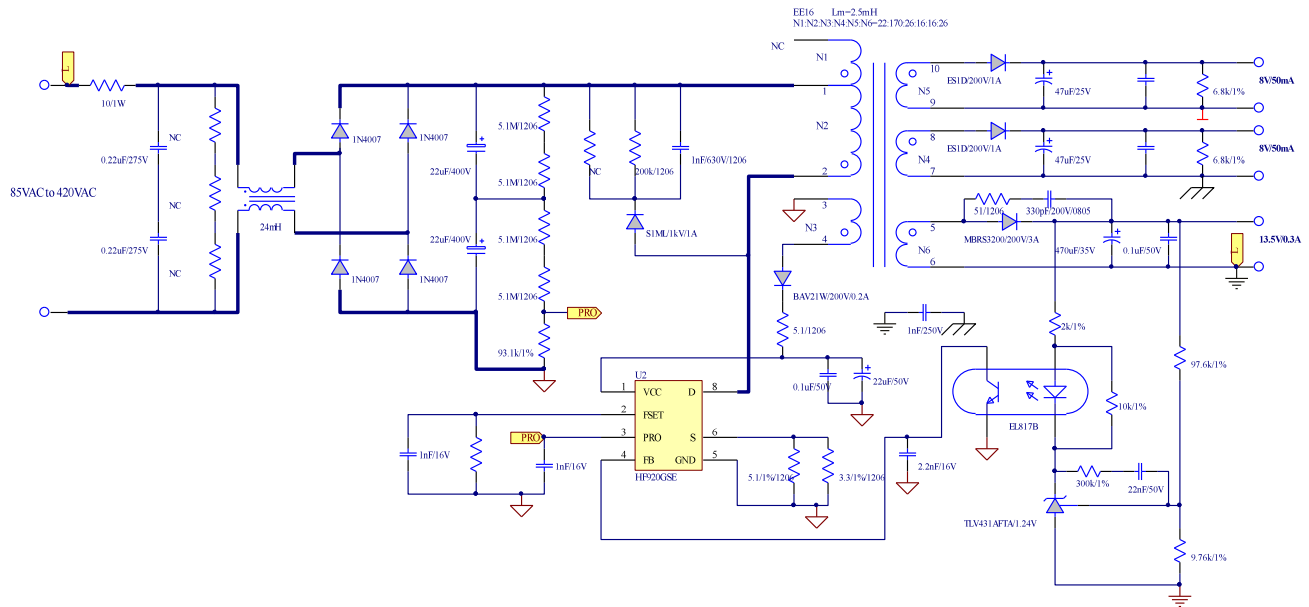 EE16 Lm=2.5mH
N1:N2:N3:N4:N5:N6=22:170:26:16:16:26
NC
N1
1
N2
2
3
N3
4
10
N5
9
8
N4
7
5
N6
6
ES1D/200V/1A
47uF/25V
6.8k/1%
8V/50mA
ES1D/200V/1A
47uF/25V
6.8k/1%
8V/50mA
51/1206
330pF/200V/0805
MBRS3200/200V/3A
470uF/35V
0.1uF/50V
13.5V/0.3A
L
L
10/1W
NC
0.22uF/275V
NC
0.22uF/275V
NC
85VAC to 420VAC
24mH
1N4007
1N4007
1N4007
1N4007
22uF/400V
22uF/400V
5.1M/1206
5.1M/1206
5.1M/1206
5.1M/1206
93.1k/1%
PRO
NC
200k/1206
1nF/630V/1206
S1ML/1kV/1A
BAV21W/200V/0.2A
5.1/1206
0.1uF/50V
22uF/50V
1nF/250V
U2
1
VCC
D
8
2
FSET
3
PRO
S
6
4
FB
GND
5
HF920GSE
PRO
1nF/16V
1nF/16V
5.1/1%/1206
3.3/1%/1206
2.2nF/16V
EL817B
2k/1%
10k/1%
97.6k/1%
300k/1%
22nF/50V
TLV431AFTA/1.24V
9.76k/1%